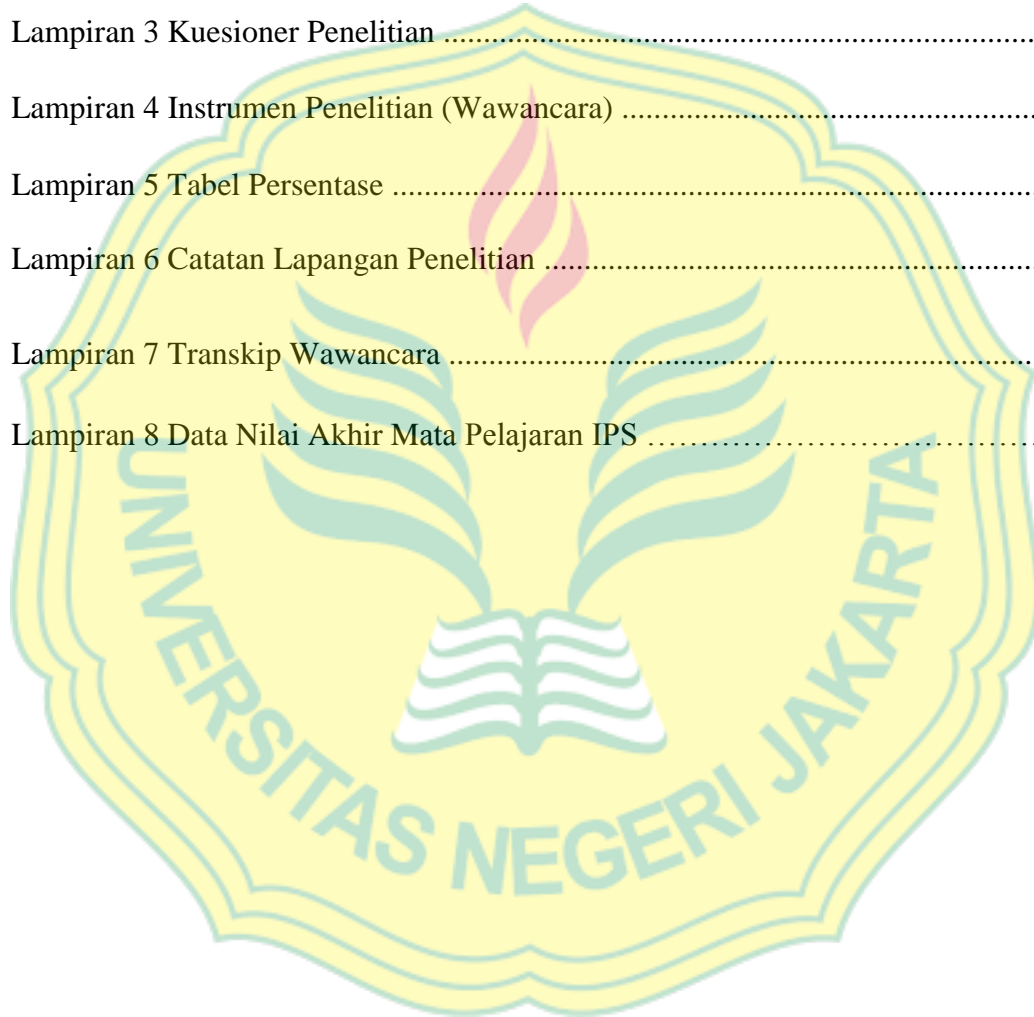 Lampiran 3 Kuesioner Penelitian ..........................................................................
Lampiran 4 Instrumen Penelitian (Wawancara) ...................................................
Lampiran 5 Tabel Persentase ................................................................................
Lampiran 6 Catatan Lapangan Penelitian .............................................................
Lampiran 7 Transkip Wawancara .........................................................................
Lampiran 8 Data Nilai Akhir Mata Pelajaran IPS ……………………………………
UNIVERSITAS NEGERI JAKARTA